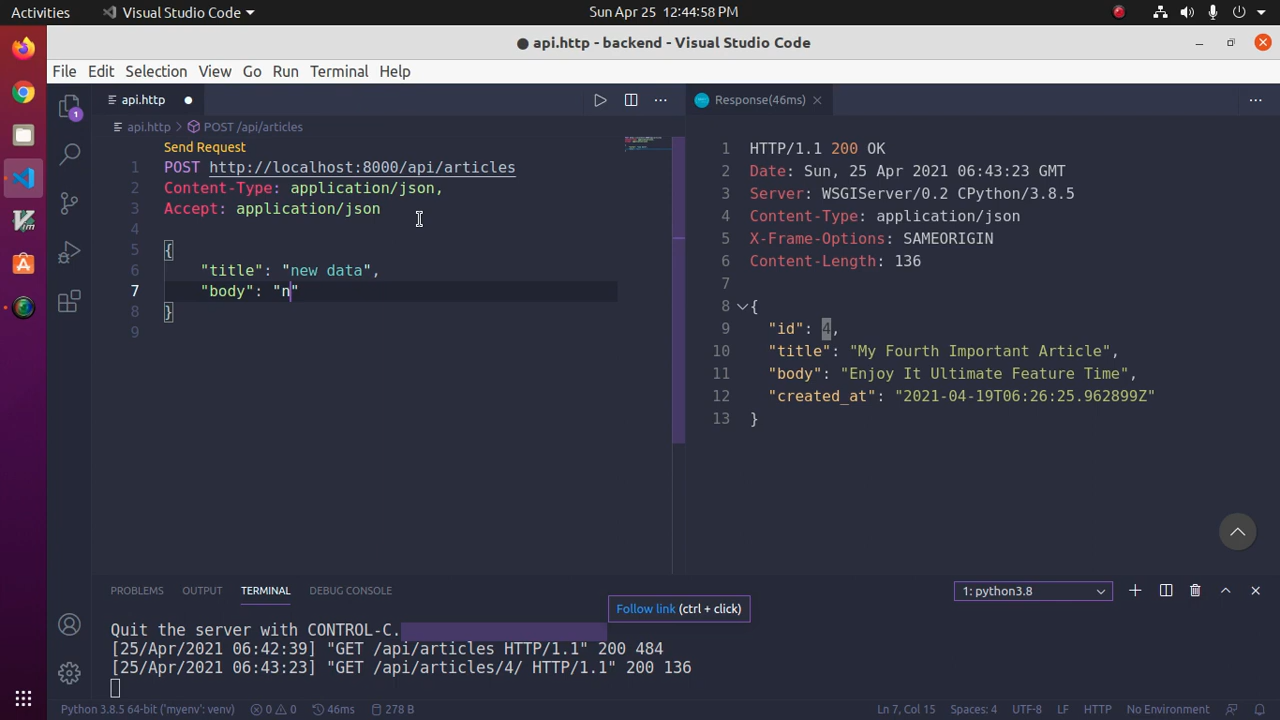 Activities
Visual Studio Code
Sun Apr 25 12:44:58 PM
● api.http - backend - Visual Studio Code
File Edit Selection View Go Run Terminal Help
api.http
Response(46ms)
api.http > POST /api/articles
1
Send Request
1 POST http://localhost:8000/api/articles
2 Content-Type: application/json,
3 Accept: application/json
4
5 {
6 "title": "new data",
7 "body": "n"
8 }
9
1 HTTP/1.1 200 OK
2 Date: Sun, 25 Apr 2021 06:43:23 GMT
3 Server: WSGIServer/0.2 CPython/3.8.5
4 Content-Type: application/json
5 X-Frame-Options: SAMEORIGIN
6 Content-Length: 136
7
8 {
9 "id": 4,
10 "title": "My Fourth Important Article",
11 "body": "Enjoy It Ultimate Feature Time",
12 "created_at": "2021-04-19T06:26:25.962899Z"
13 }
PROBLEMS OUTPUT TERMINAL DEBUG CONSOLE
1: python3.8
Follow link (ctrl + click)
Quit the server with CONTROL-C.
[25/Apr/2021 06:42:39] "GET /api/articles HTTP/1.1" 200 484
[25/Apr/2021 06:43:23] "GET /api/articles/4/ HTTP/1.1" 200 136
Python 3.8.5 64-bit ('myenv': venv) 0 0 46ms 278 B Ln 7, Col 15 Spaces: 4 UTF-8 LF HTTP No Environment